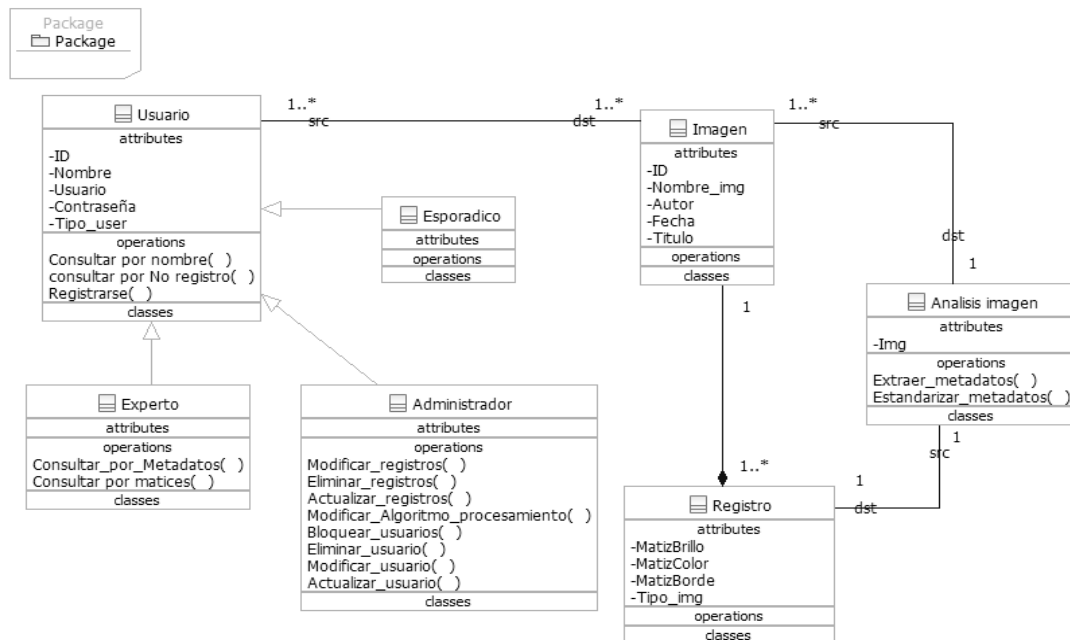 Package
Package
Usuario
attributes
-ID
-Nombre
-Usuario
-Contraseña
-Tipo_user
operations
Consultar por nombre( )
consultar por No registro( )
Registrarse( )
classes
1..*
src
1..*
dst
Imagen
attributes
-ID
-Nombre_img
-Autor
-Fecha
-Titulo
operations
classes
1..*
src
dst
1
Esporadico
attributes
operations
classes
Analisis imagen
attributes
-Img
operations
Extraer_metadatos( )
Estandarizar_metadatos( )
classes
1
src
1
dst
1
1..*
Experto
attributes
operations
Consultar_por_Metadatos( )
Consultar por matices( )
classes
Administrador
attributes
operations
Modificar_registros( )
Eliminar_registros( )
Actualizar_registros( )
Modificar_Algoritmo_procesamiento( )
Bloquear_usuarios( )
Eliminar_usuario( )
Modificar_usuario( )
Actualizar_usuario( )
classes
Registro
attributes
-MatizBrillo
-MatizColor
-MatizBorde
-Tipo_img
operations
classes